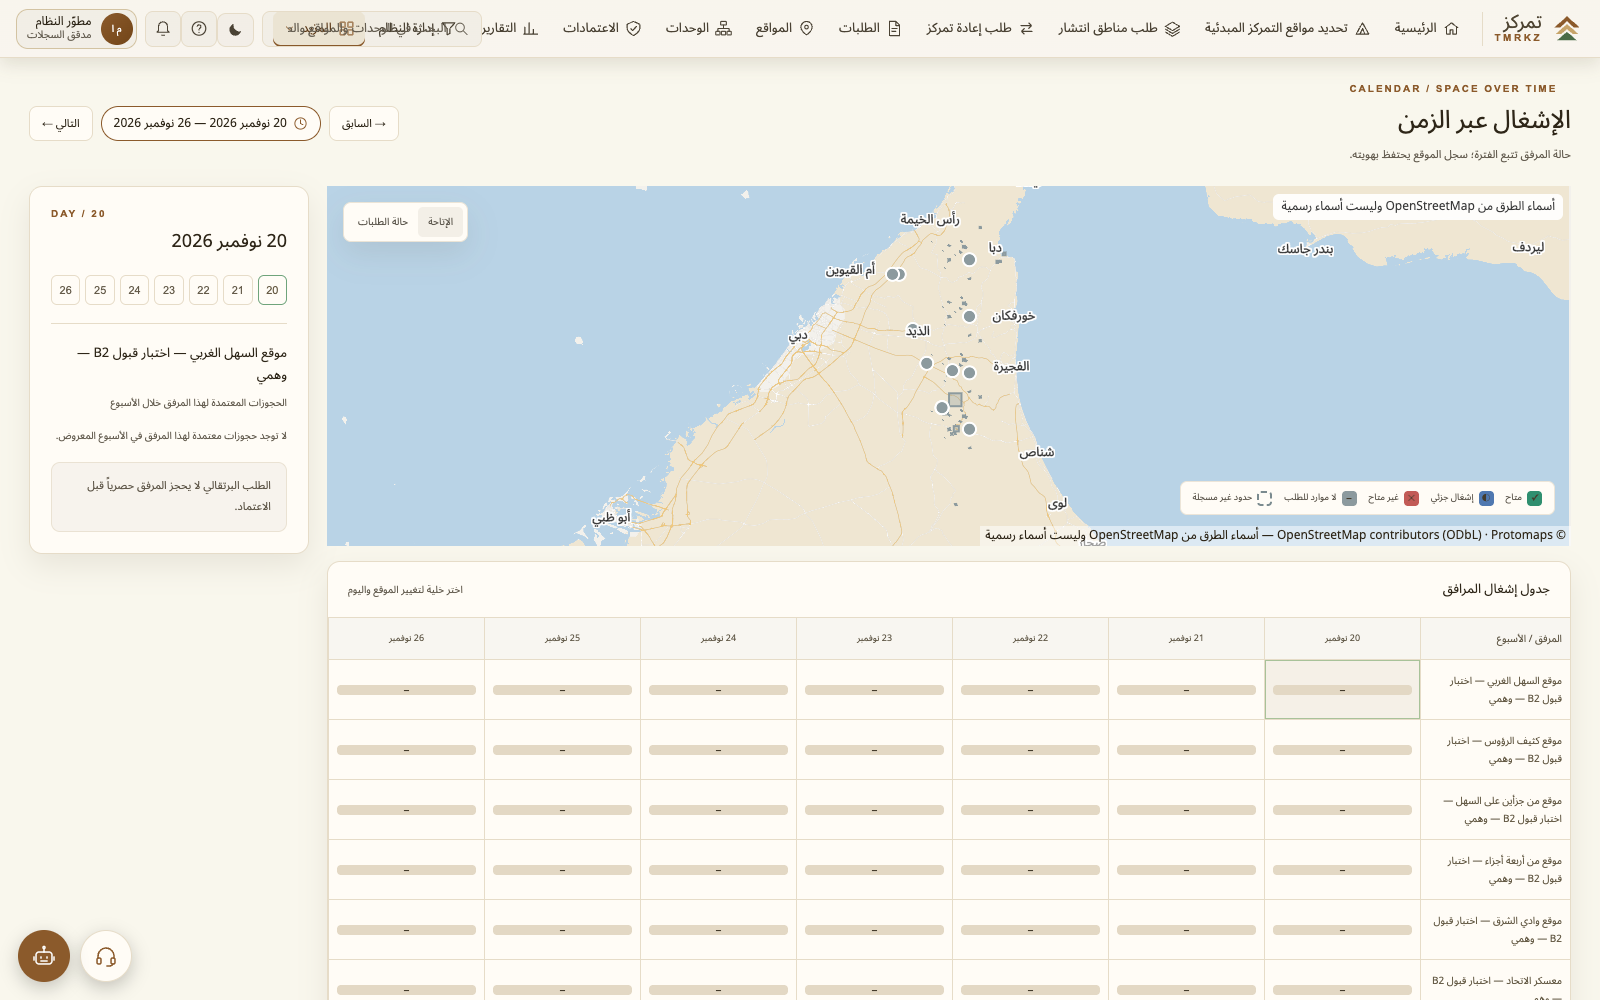 تمركز
TMRKZ
الرئيسية
تحديد مواقع التمركز المبدئية
طلب مناطق انتشار
طلب إعادة تمركز
الطلبات
المواقع
الوحدات
الاعتمادات
التقارير
إدارة النظام
مطوّر النظام
مدقق السجلات
م ا
CALENDAR / SPACE OVER TIME
الإشغال عبر الزمن
حالة المرفق تتبع الفترة؛ سجل الموقع يحتفظ بهويته.
→ السابق
20 نوفمبر 2026 — 26 نوفمبر 2026
التالي ←
أسماء الطرق من OpenStreetMap وليست أسماء رسمية
الإتاحة
حالة الطلبات
رأس الخيمة
دبا
بندر جاسك
ليردف
أم القيوين
خورفكان
الذيد
دبي
الفجيرة
شناص
لوى
أبو ظبي
صحار
متاح
إشغال جزئي
غير متاح
لا موارد للطلب
حدود غير مسجلة
© OpenStreetMap contributors (ODbL) · Protomaps — أسماء الطرق من OpenStreetMap وليست أسماء رسمية
DAY / 20
20 نوفمبر 2026
20 21 22 23 24 25 26
موقع السهل الغربي — اختبار قبول B2 —
وهمي
الحجوزات المعتمدة لهذا المرفق خلال الأسبوع
لا توجد حجوزات معتمدة لهذا المرفق في الأسبوع المعروض.
الطلب البرتقالي لا يحجز المرفق حصرياً قبل
الاعتماد.
جدول إشغال المرافق
اختر خلية لتغيير الموقع واليوم
المرفق / الأسبوع
20 نوفمبر
21 نوفمبر
22 نوفمبر
23 نوفمبر
24 نوفمبر
25 نوفمبر
26 نوفمبر
موقع السهل الغربي — اختبار
قبول B2 — وهمي
– – – – – – –
موقع كثيف الرؤوس — اختبار
قبول B2 — وهمي
– – – – – – –
موقع من جزأين على السهل —
اختبار قبول B2 — وهمي
– – – – – – –
موقع من أربعة أجزاء — اختبار
قبول B2 — وهمي
– – – – – – –
موقع وادي الشرق — اختبار قبول
B2 — وهمي
– – – – – – –
معسكر الاتحاد — اختبار قبول B2
– – – – – – –